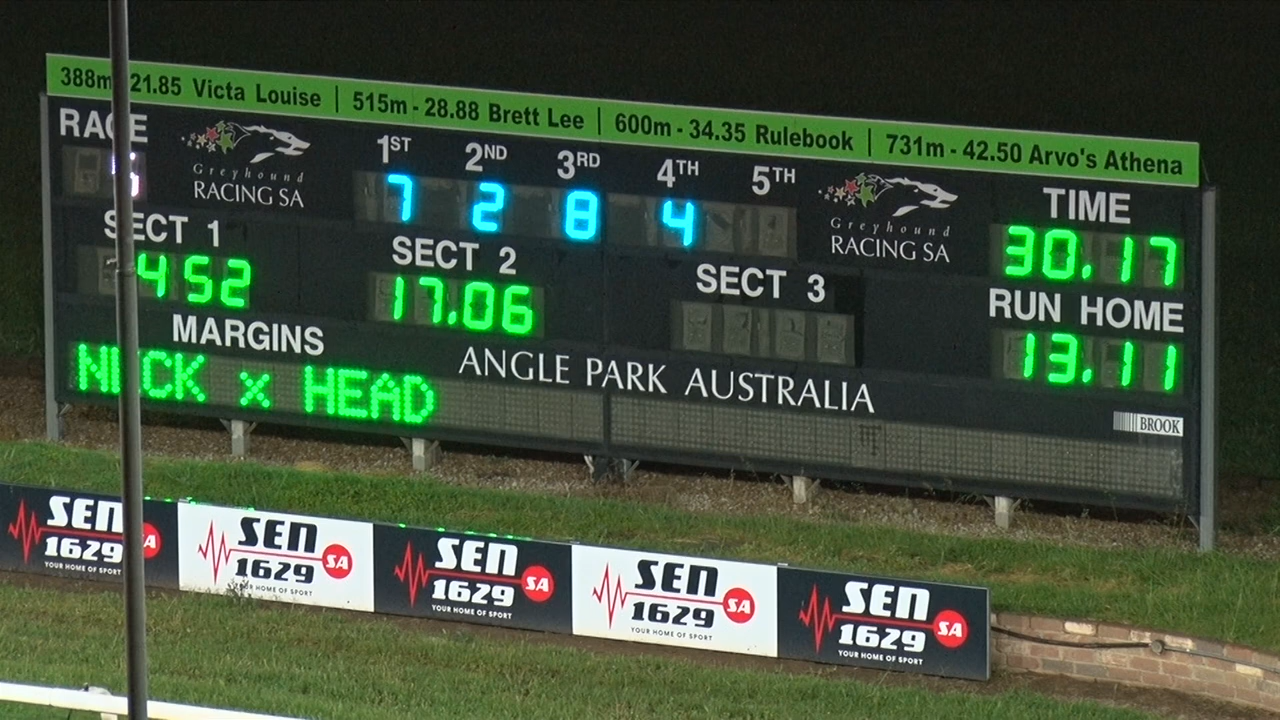 388m 21.85 Victa Louise | 515m - 28.88 Brett Lee | 600m - 34.35 Rulebook | 731m - 42.50 Arvo's Athena
RACE
Greyhound
RACING SA
1ST 2ND 3RD 4TH 5TH
7 2 8 4
Greyhound
RACING SA
TIME
30.17
SECT 1
4 52
SECT 2
17.06
SECT 3
RUN HOME
13.11
MARGINS
NECK x HEAD
ANGLE PARK AUSTRALIA
BROOK
SEN
1629
SA
SEN
1629
SA
YOUR HOME OF SPORT
SEN
1629
SA
YOUR HOME OF SPORT
SEN
1629
SA
YOUR HOME OF SPORT
SEN
1629
SA
YOUR HOME OF SPORT